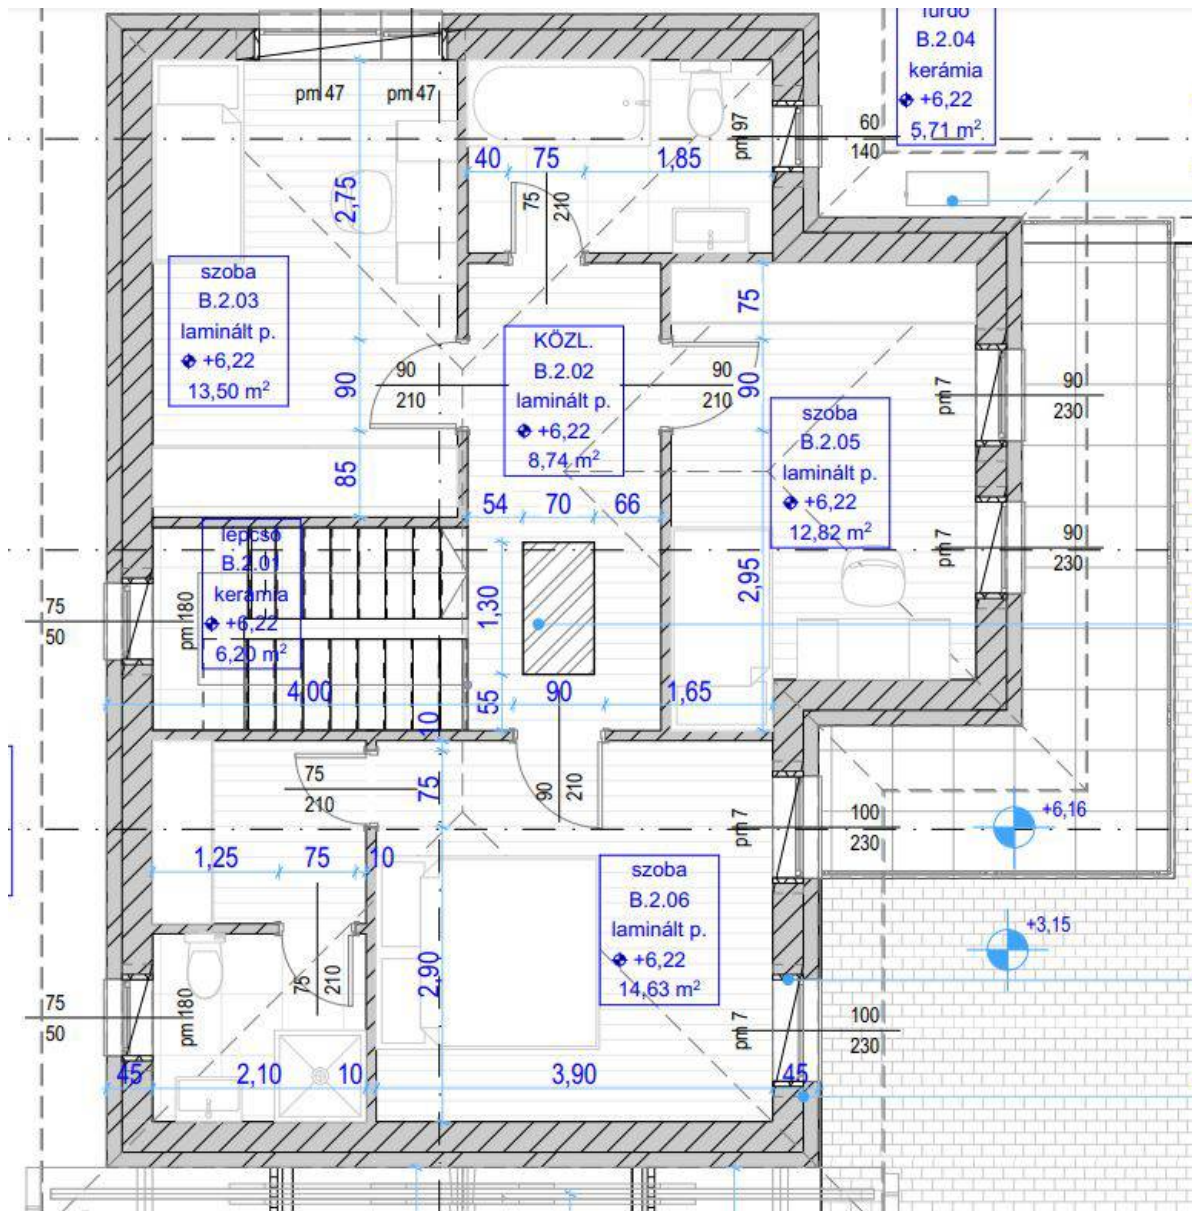 fürdő
B.2.04
kerámia
+6,22
5,71 m²
pm 47
pm 47
pm 97
60
140
40
75
1,85
75
210
2,75
szoba
B.2.03
laminált p.
+6,22
13,50 m²
75
KÖZL.
B.2.02
laminált p.
+6,22
8,74 m²
90
210
90
90
210
90
pm 7
90
230
szoba
B.2.05
laminált p.
+6,22
12,82 m²
85
54
70
66
pm 7
90
230
lépcső
B.2.01
kerámia
+6,22
6,20 m²
75
50
pm 180
1,30
2,95
4,00
55
90
1,65
10
75
210
75
90
210
pm 7
100
230
+6,16
1,25
75
10
szoba
B.2.06
laminált p.
+6,22
14,63 m²
+3,15
75
210
2,90
75
50
pm 180
pm 7
100
230
45
2,10
10
3,90
45